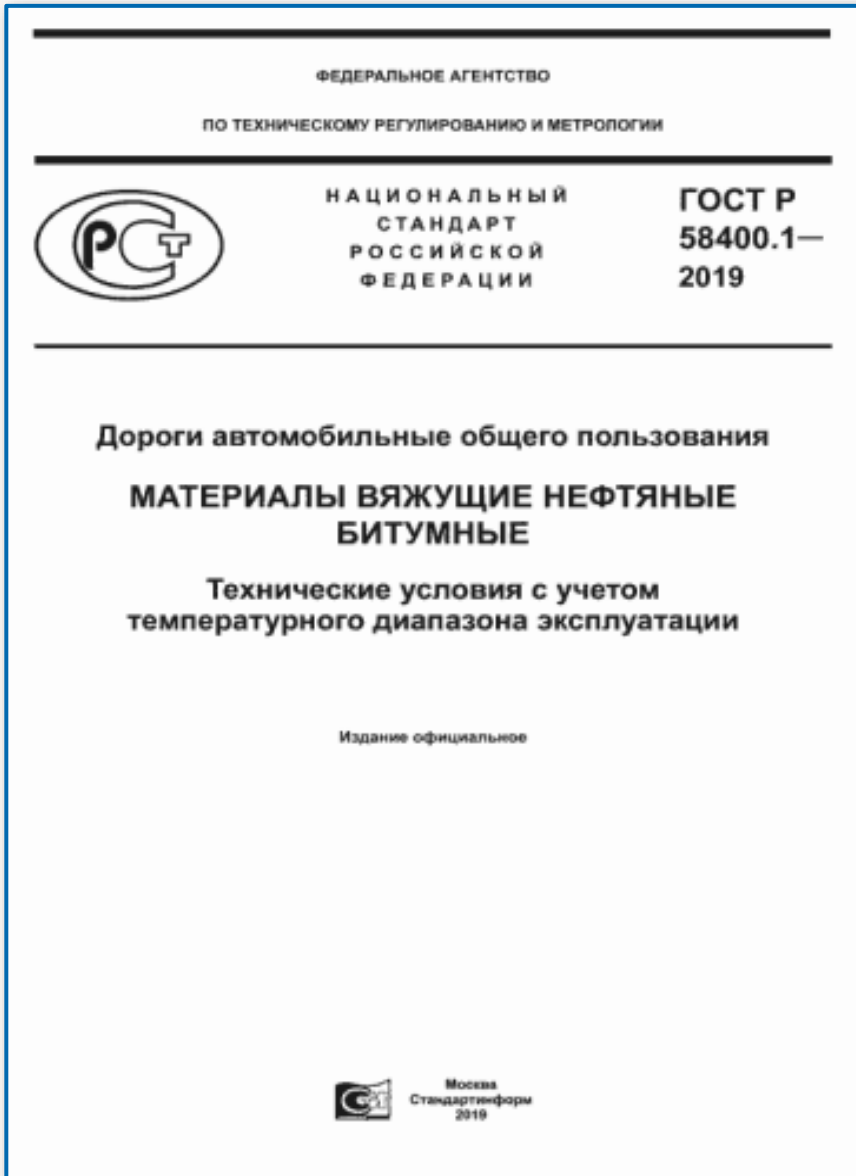 ФЕДЕРАЛЬНОЕ АГЕНТСТВО
ПО ТЕХНИЧЕСКОМУ РЕГУЛИРОВАНИЮ И МЕТРОЛОГИИ
НАЦИОНАЛЬНЫЙ
СТАНДАРТ
РОССИЙСКОЙ
ФЕДЕРАЦИИ
ГОСТ Р
58400.1—
2019
Дороги автомобильные общего пользования
МАТЕРИАЛЫ ВЯЖУЩИЕ НЕФТЯНЫЕ
БИТУМНЫЕ
Технические условия с учетом
температурного диапазона эксплуатации
Издание официальное
Москва
Стандартинформ
2019